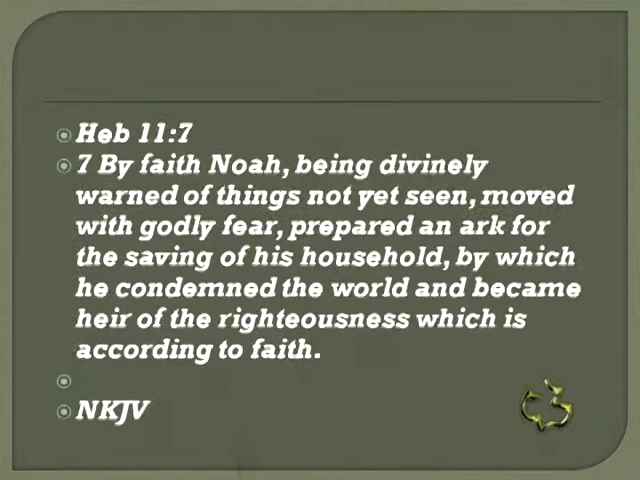 Heb 11:7
7 By faith Noah, being divinely
warned of things not yet seen, moved
with godly fear, prepared an ark for
the saving of his household, by which
he condemned the world and became
heir of the righteousness which is
according to faith.
NKJV